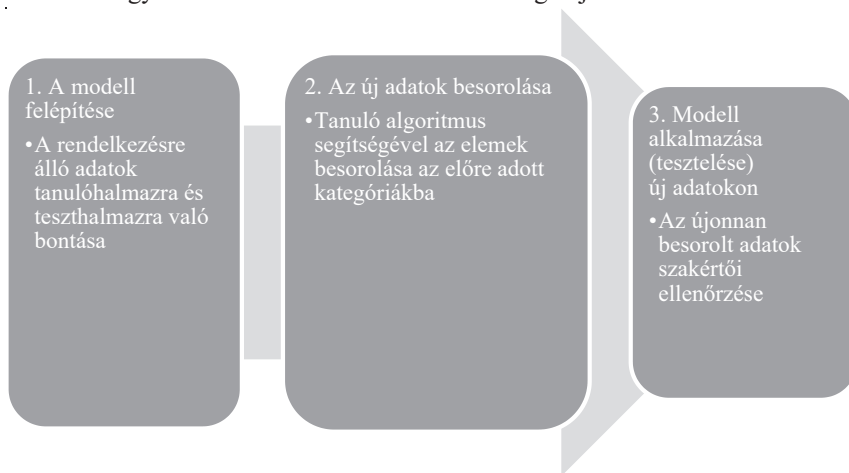 1. A modell
felépítése
•A rendelkezésre
álló adatok
tanulóhalmazra és
teszthalmazra való
bontása
2. Az új adatok besorolása
•Tanuló algoritmus
segítségével az elemek
besorolása az előre adott
kategóriákba
3. Modell
alkalmazása
(tesztelése)
új adatokon
• Az újonnan
besorolt adatok
szakértői
ellenőrzése